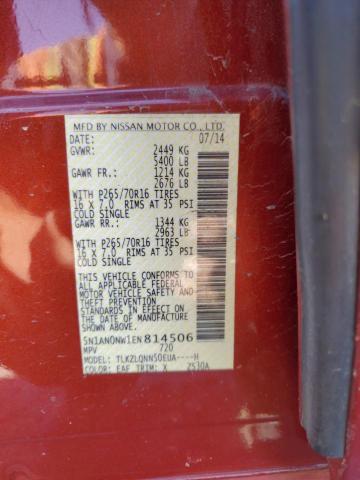 MFD BY NISSAN MOTOR CO., LTD.
DATE: 07/14
GVWR: 2449 KG
5400 LB
GAWR FR.: 1214 KG
2676 LB
WITH P265/70R16 TIRES
16 X 7.0 RIMS AT 35 PSI
COLD SINGLE
GAWR RR.: 1344 KG
2963 LB
WITH P265/70R16 TIRES
16 X 7.0 RIMS AT 35 PSI
COLD SINGLE
THIS VEHICLE CONFORMS TO
ALL APPLICABLE FEDERAL
MOTOR VEHICLE SAFETY
STANDARDS IN EFFECT ON
THE DATE OF MANUFACTURE
SHOWN ABOVE.
5N1AN0NW1EN814506
MPV 720
MODEL: TLKZLQNN50EUA----H
COLOR: EAF TRIM: X Z530A